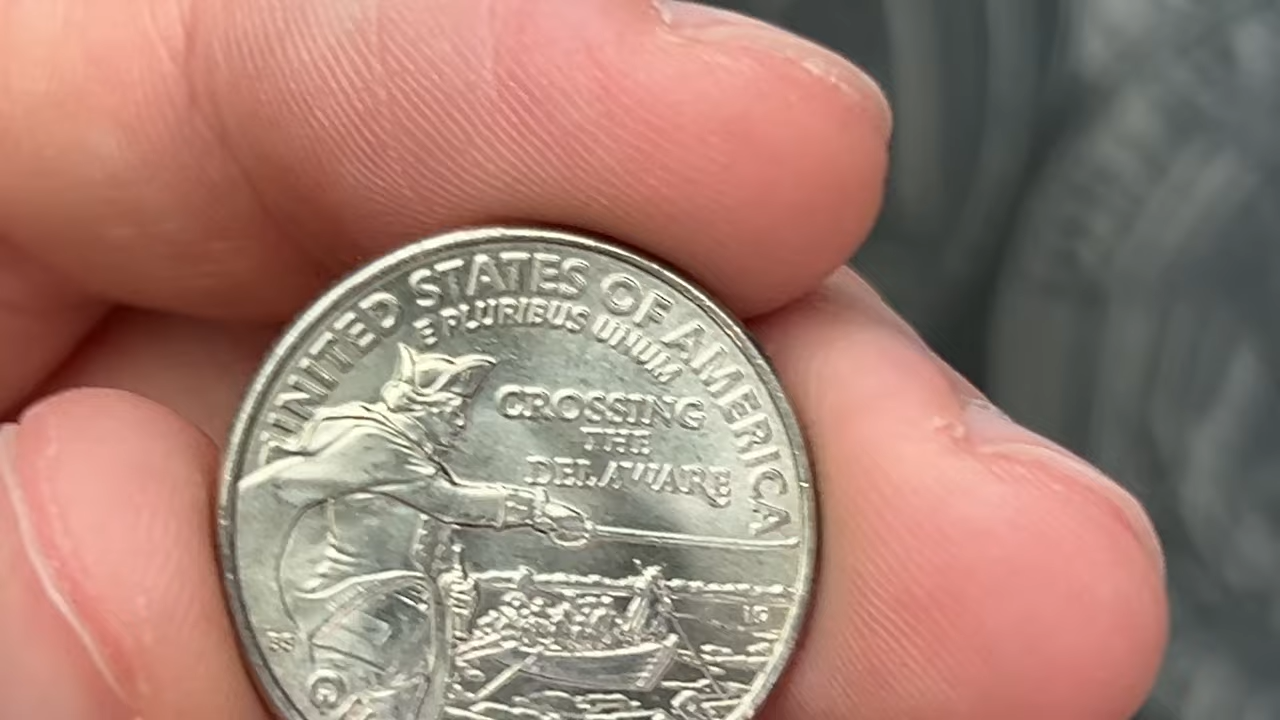 UNITED STATES OF AMERICA
E PLURIBUS UNUM
CROSSING
THE
DELAWARE